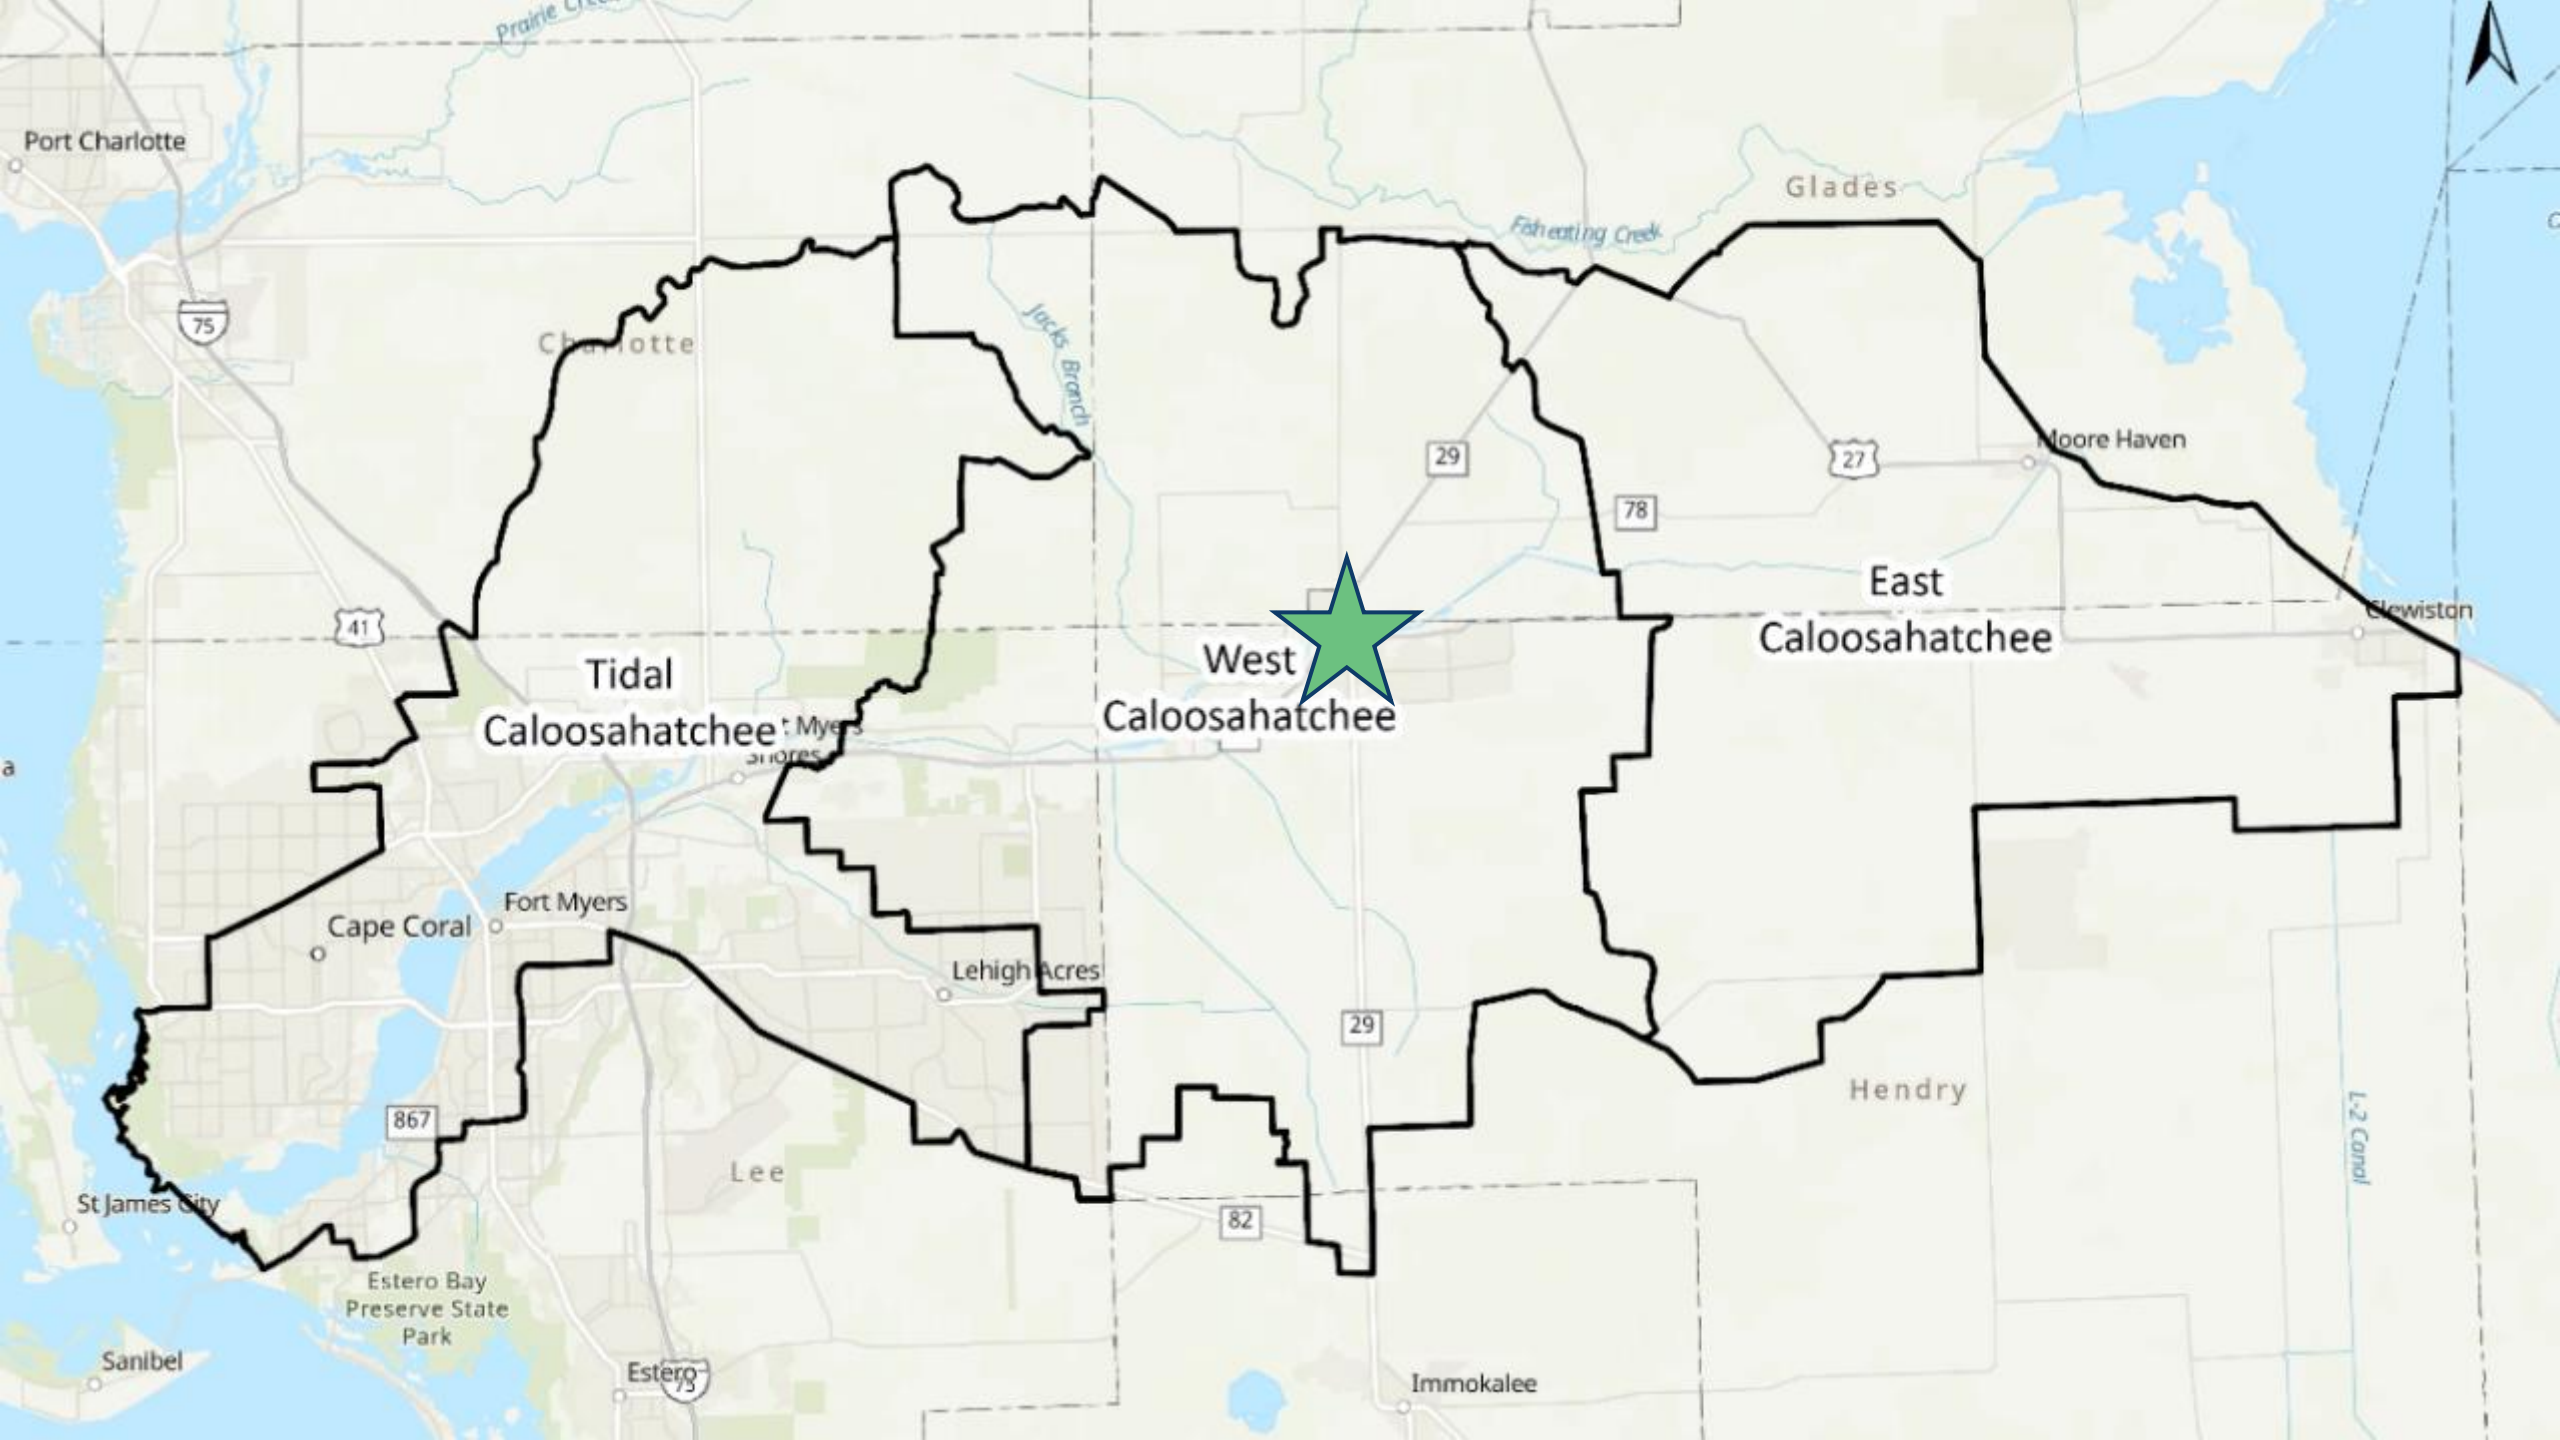 Prairie
Port Charlotte
Glades
Fisheating Creek
75
Charlotte
Jacks Branch
29
27
Moore Haven
78
East
Caloosahatchee
Clewiston
41
Tidal
Caloosahatchee
West
Caloosahatchee
t Myers
Shores
a
Fort Myers
Cape Coral
Lehigh Acres
29
867
Hendry
L-2 Canal
Lee
St James City
82
Estero Bay
Preserve State
Park
Sanibel
Estero
75
Immokalee